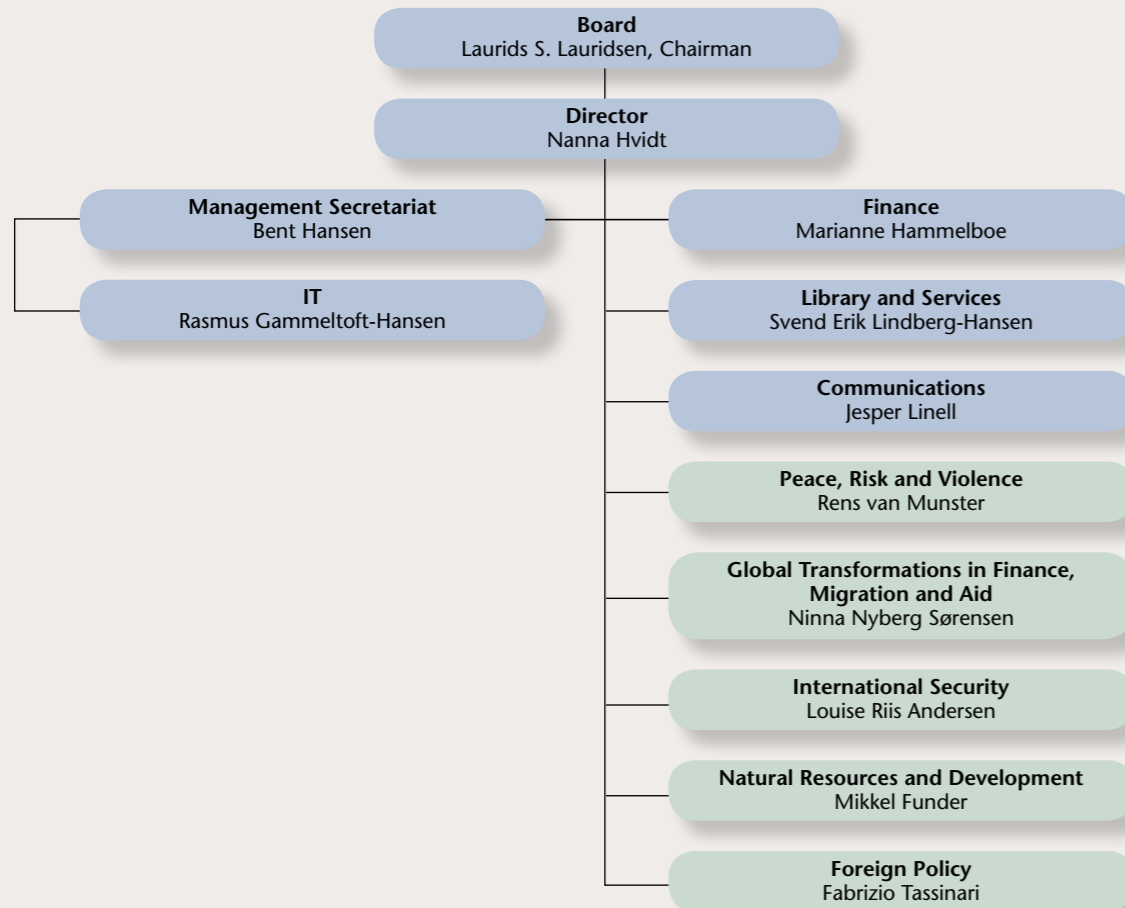 Board
Laurids S. Lauridsen, Chairman
Director
Nanna Hvidt
Management Secretariat
Bent Hansen
IT
Rasmus Gammeltoft-Hansen
Finance
Marianne Hammelboe
Library and Services
Svend Erik Lindberg-Hansen
Communications
Jesper Linell
Peace, Risk and Violence
Rens van Munster
Global Transformations in Finance,
Migration and Aid
Ninna Nyberg Sørensen
International Security
Louise Riis Andersen
Natural Resources and Development
Mikkel Funder
Foreign Policy
Fabrizio Tassinari